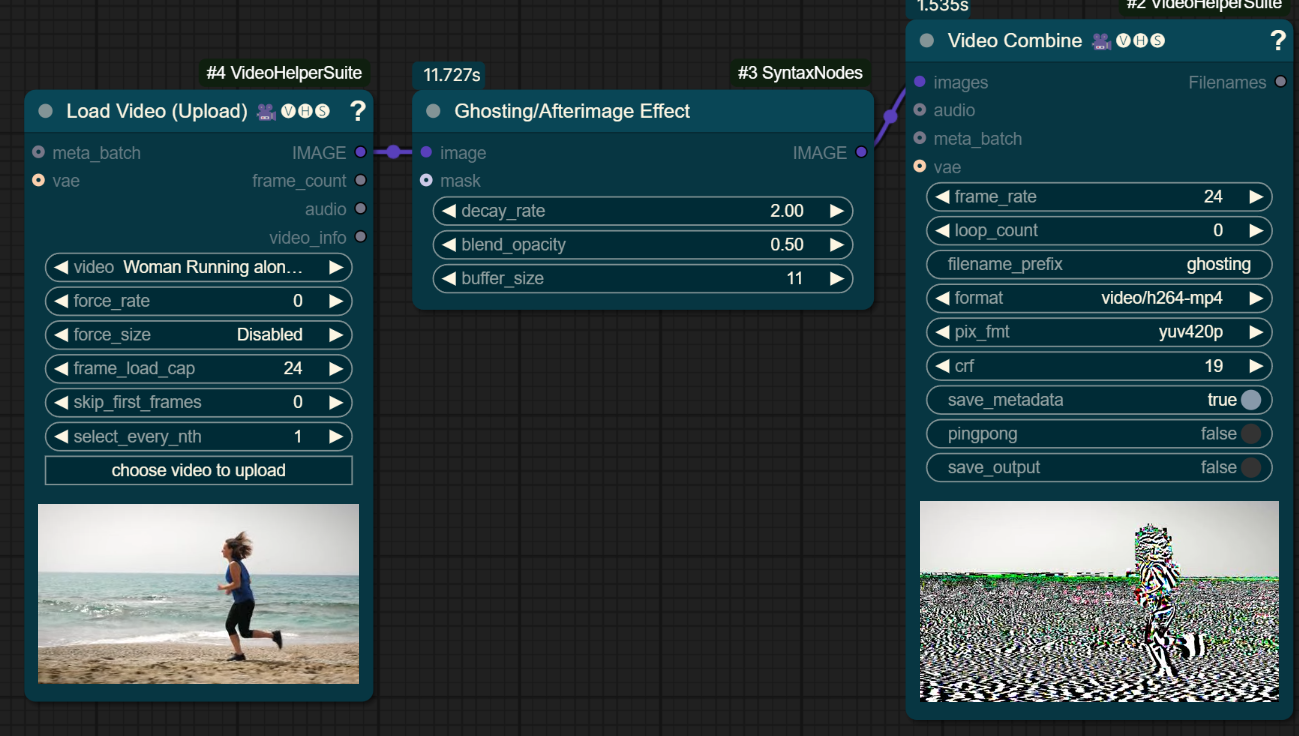 #4 VideoHelperSuite
Load Video (Upload) 🎥🅥🅗🅢 ?
meta_batch IMAGE
vae frame_count
audio
video_info
video Woman Running alon...
force_rate 0
force_size Disabled
frame_load_cap 24
skip_first_frames 0
select_every_nth 1
choose video to upload
11.727s #3 SyntaxNodes
Ghosting/Afterimage Effect
image IMAGE
mask
decay_rate 2.00
blend_opacity 0.50
buffer_size 11
1.535s #2 VideoHelperSuite
Video Combine 🎥🅥🅗🅢 ?
images Filenames
audio
meta_batch
vae
frame_rate 24
loop_count 0
filename_prefix ghosting
format video/h264-mp4
pix_fmt yuv420p
crf 19
save_metadata true
pingpong false
save_output false